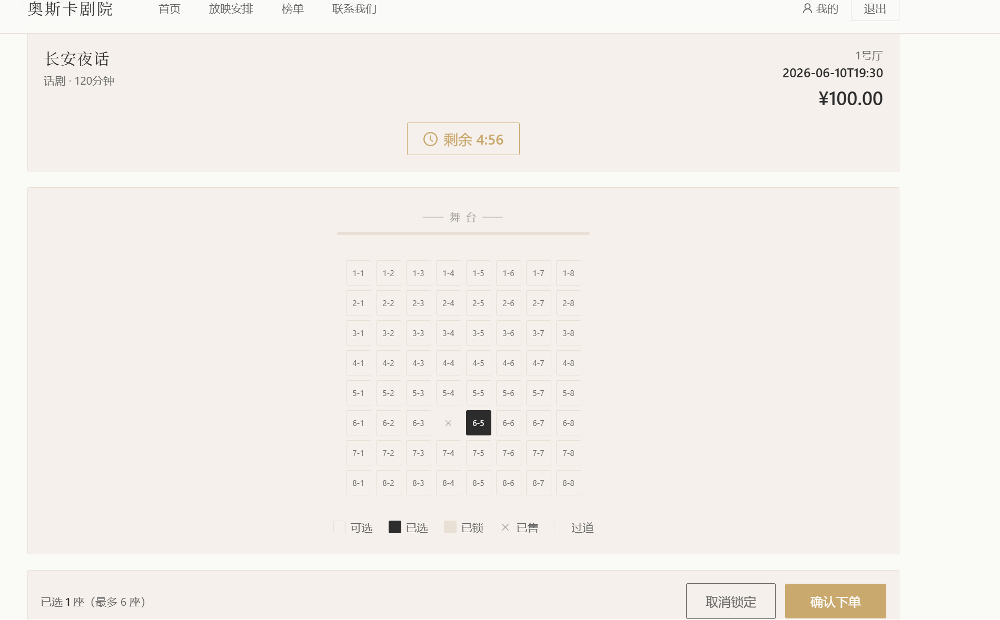 奥斯卡剧院 首页 放映安排 榜单 联系我们 我的 退出
长安夜话
话剧 · 120分钟
1号厅
2026-06-10T19:30
¥100.00
剩余 4:56
舞台
1-1 1-2 1-3 1-4 1-5 1-6 1-7 1-8
2-1 2-2 2-3 2-4 2-5 2-6 2-7 2-8
3-1 3-2 3-3 3-4 3-5 3-6 3-7 3-8
4-1 4-2 4-3 4-4 4-5 4-6 4-7 4-8
5-1 5-2 5-3 5-4 5-5 5-6 5-7 5-8
6-1 6-2 6-3 6-5 6-6 6-7 6-8
7-1 7-2 7-3 7-4 7-5 7-6 7-7 7-8
8-1 8-2 8-3 8-4 8-5 8-6 8-7 8-8
可选 已选 已锁 已售 过道
已选 1 座（最多 6 座） 取消锁定 确认下单